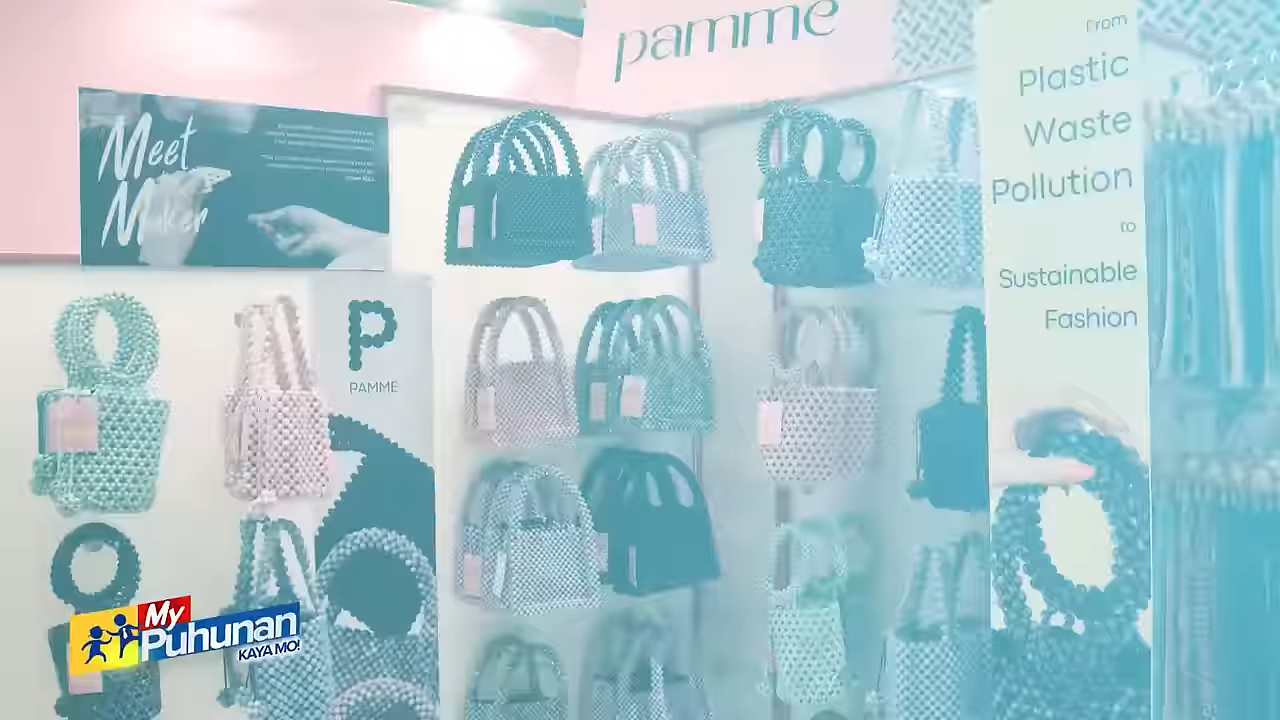 pamme
From
Plastic
Waste
Pollution
to
Sustainable
Fashion
Meet
Maker
P
PAMME
My
Puhunan
KAYA MO!